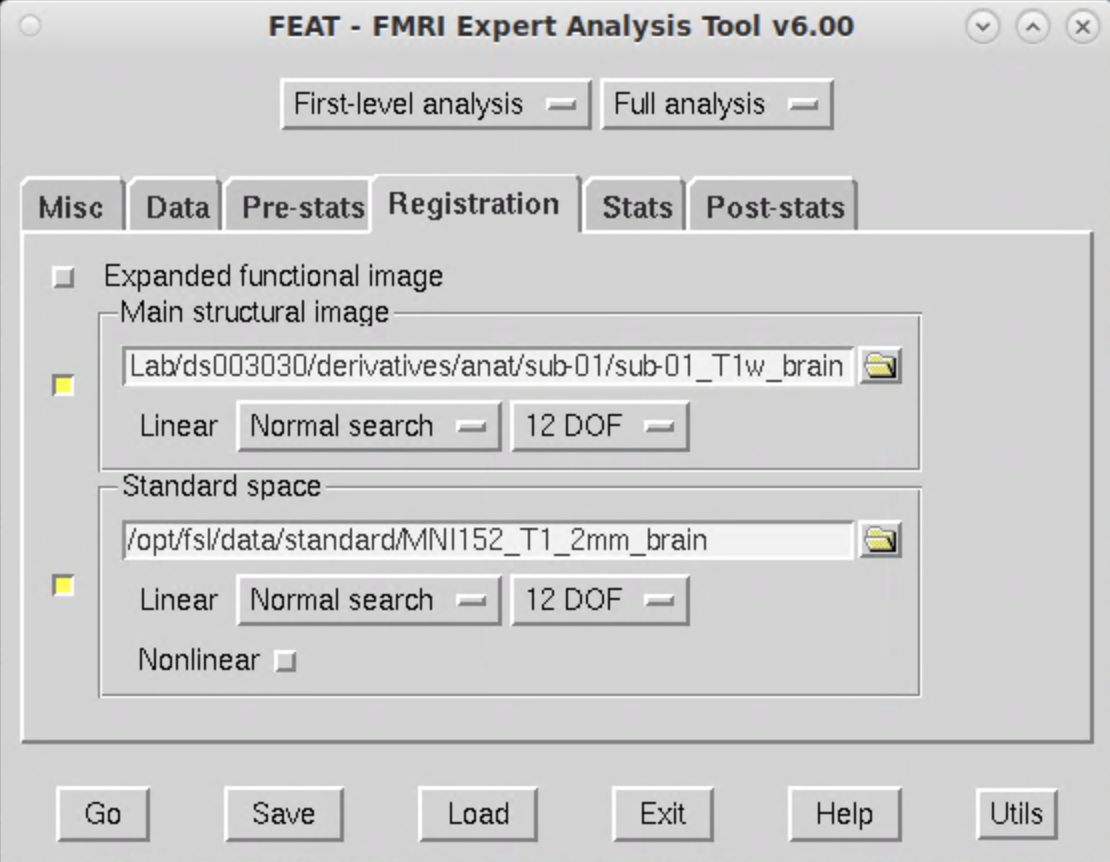 FEAT - FMRI Expert Analysis Tool v6.00
First-level analysis Full analysis
Misc Data Pre-stats Registration Stats Post-stats
Expanded functional image
Main structural image
Lab/ds003030/derivatives/anat/sub-01/sub-01_T1w_brain
Linear Normal search 12 DOF
Standard space
/opt/fsl/data/standard/MNI152_T1_2mm_brain
Linear Normal search 12 DOF
Nonlinear
Go Save Load Exit Help Utils